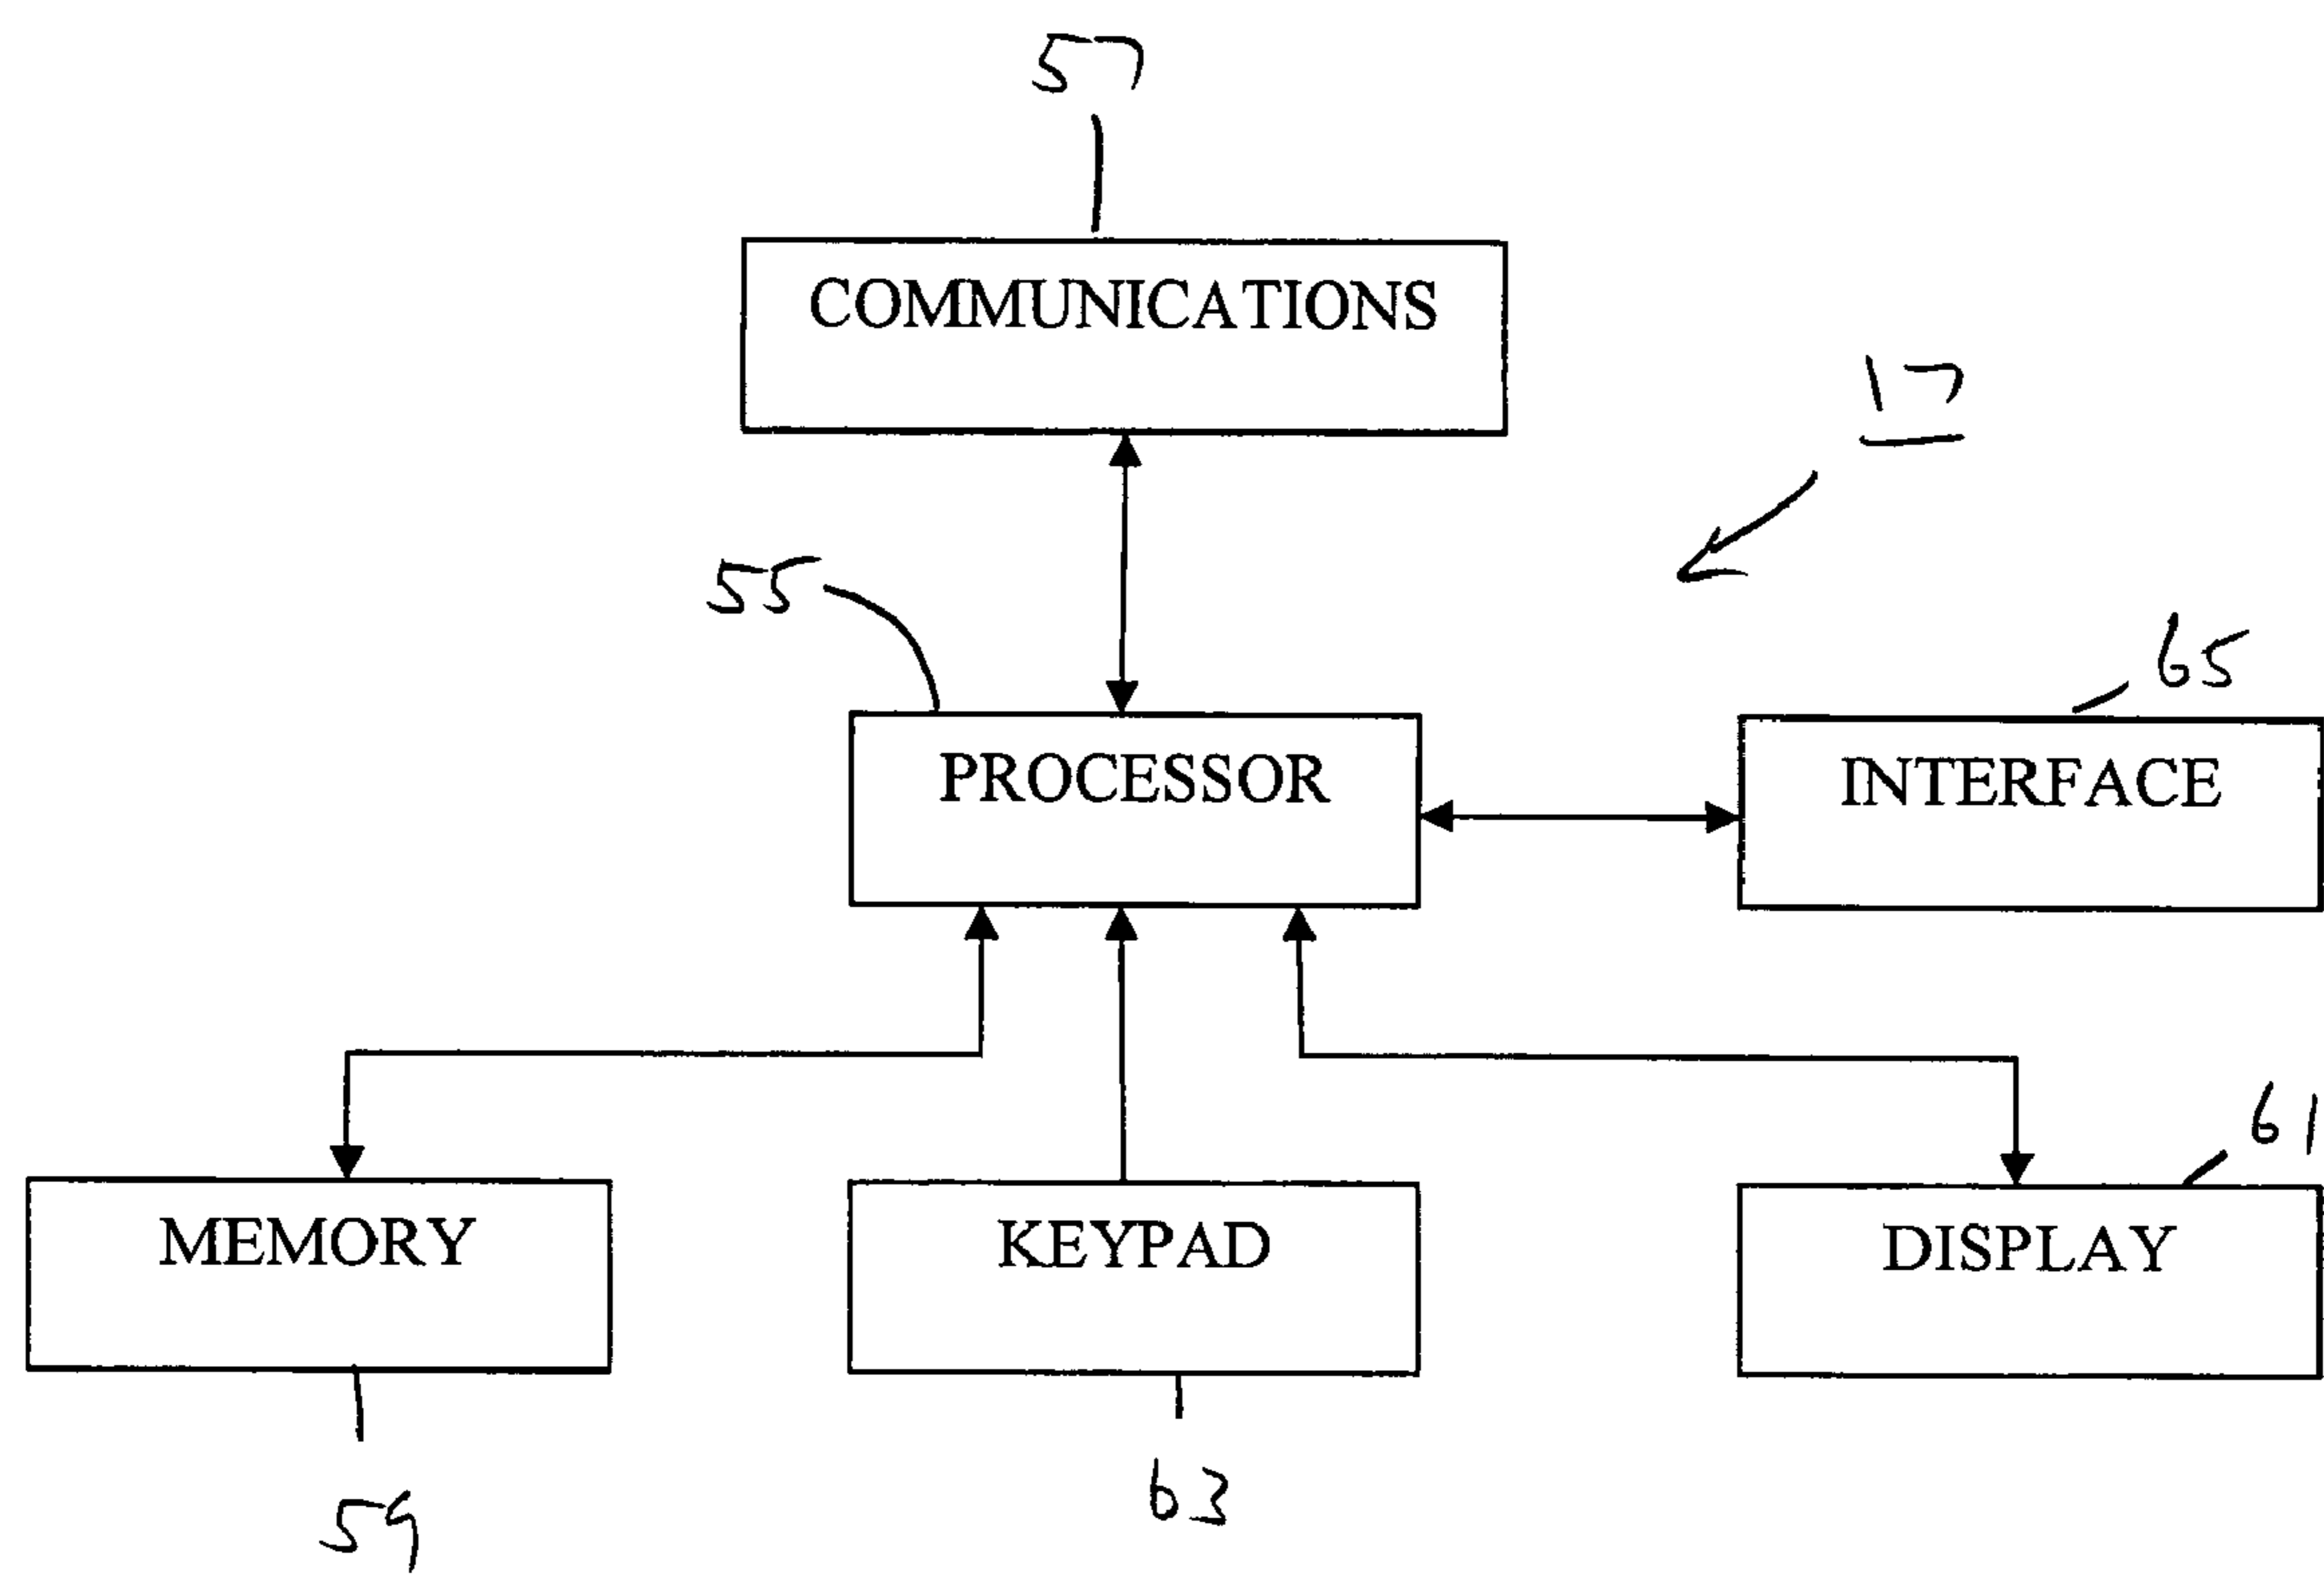 57
COMMUNICATIONS
17
55
65
PROCESSOR
INTERFACE
61
MEMORY
KEYPAD
DISPLAY
59
63